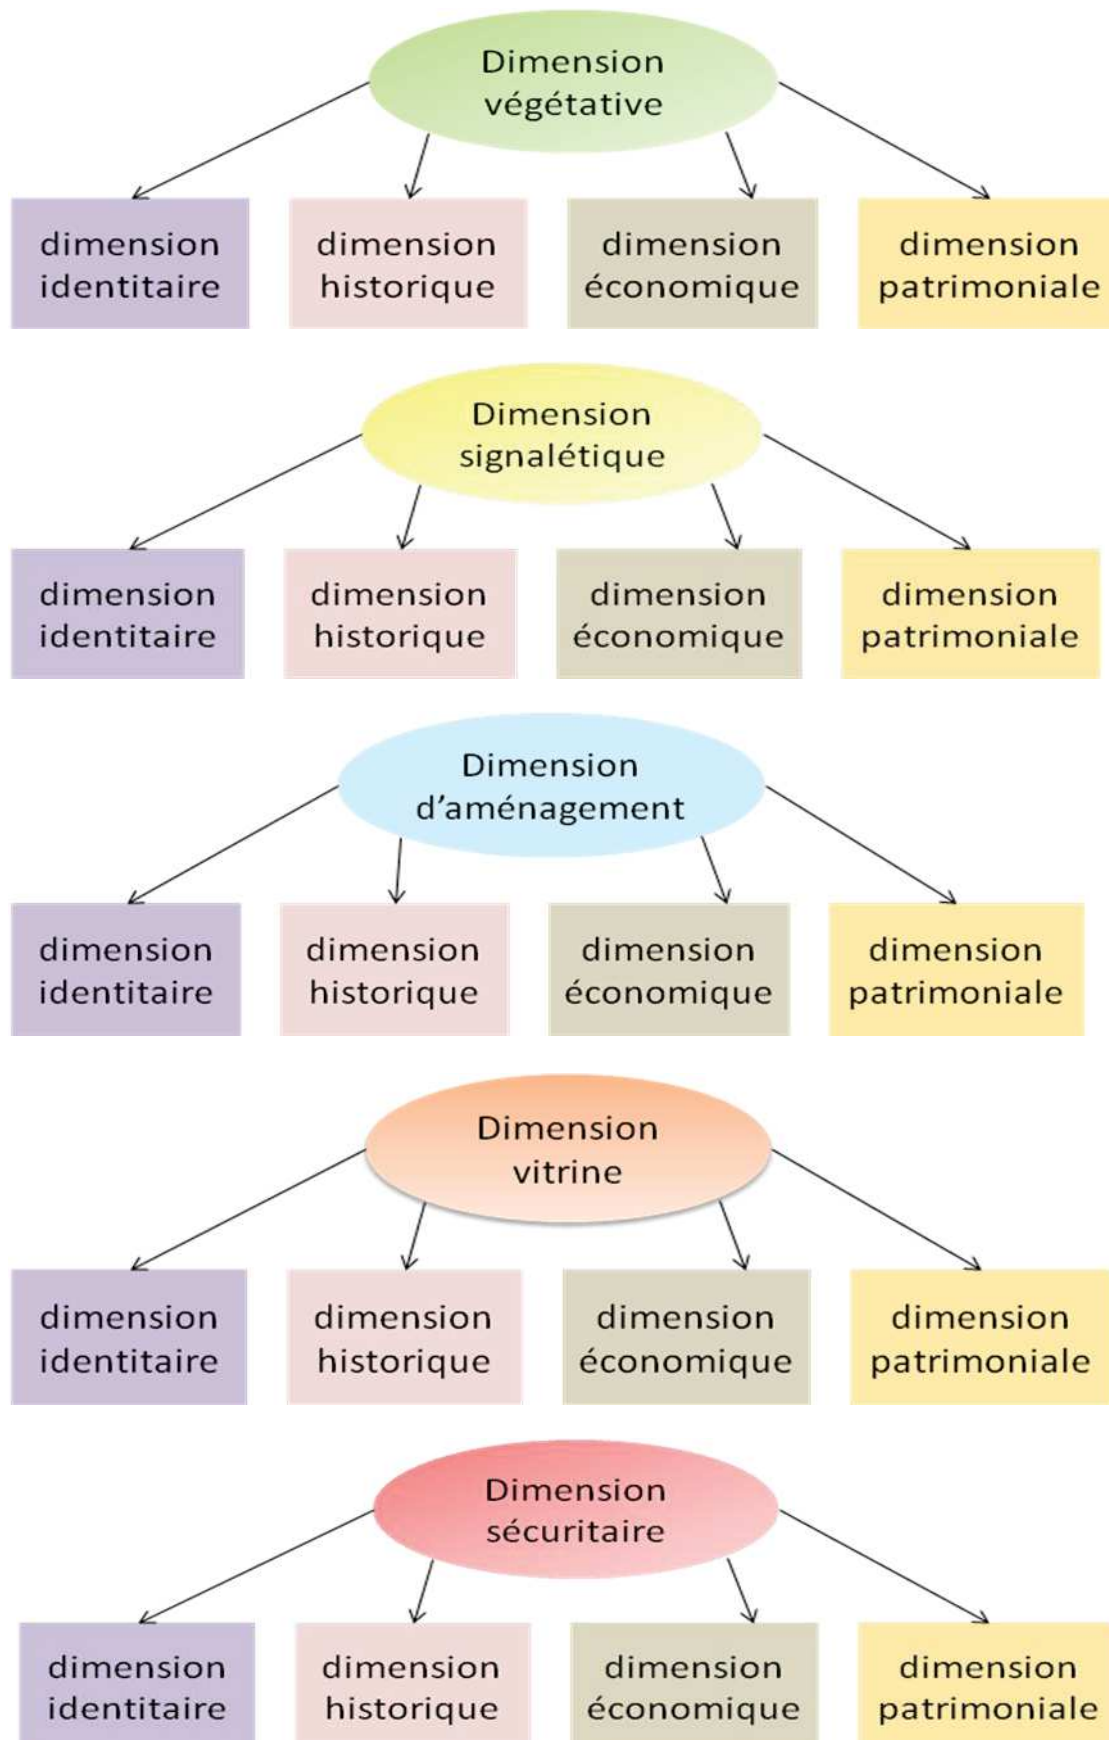 Dimension
végétative
dimension
identitaire
dimension
historique
dimension
économique
dimension
patrimoniale
Dimension
signalétique
dimension
identitaire
dimension
historique
dimension
économique
dimension
patrimoniale
Dimension
d’aménagement
dimension
identitaire
dimension
historique
dimension
économique
dimension
patrimoniale
Dimension
vitrine
dimension
identitaire
dimension
historique
dimension
économique
dimension
patrimoniale
Dimension
sécuritaire
dimension
identitaire
dimension
historique
dimension
économique
dimension
patrimoniale